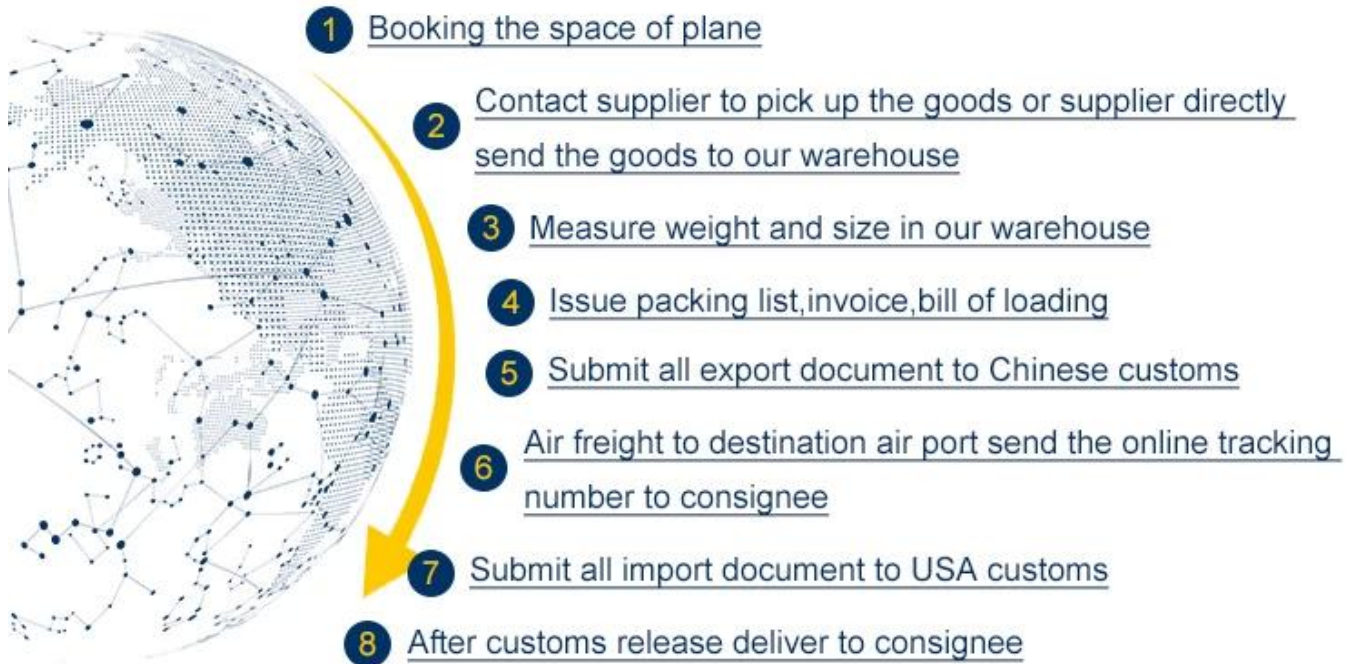 1 Booking the space of plane
2 Contact supplier to pick up the goods or supplier directly
send the goods to our warehouse
3 Measure weight and size in our warehouse
4 Issue packing list,invoice,bill of loading
5 Submit all export document to Chinese customs
6 Air freight to destination air port send the online tracking
number to consignee
7 Submit all import document to USA customs
8 After customs release deliver to consignee